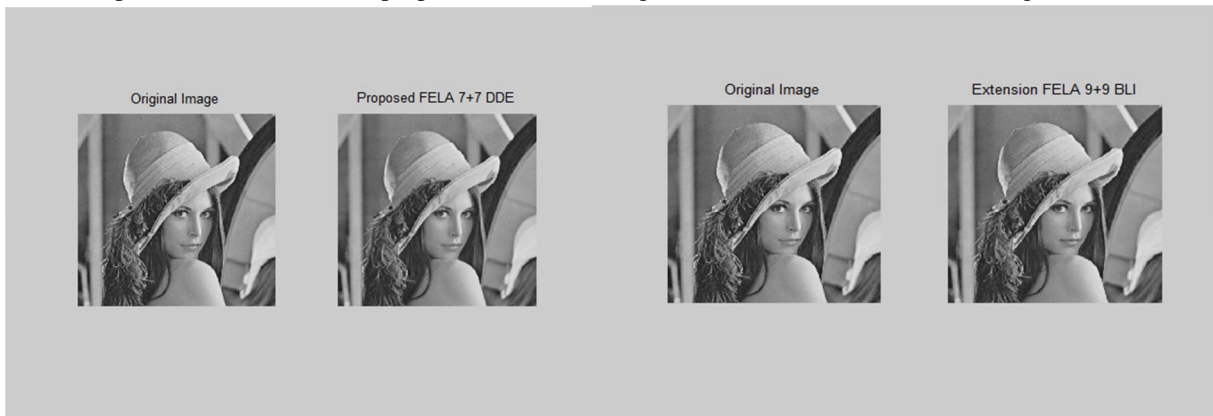 Original Image
Proposed FELA 7+7 DDE
Original Image
Extension FELA 9+9 BLI